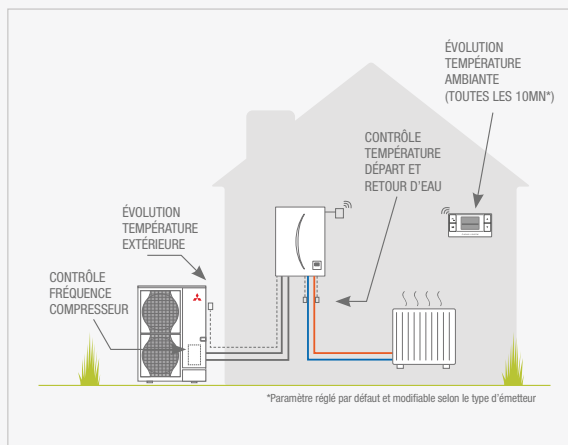 ÉVOLUTION
TEMPÉRATURE
AMBIANTE
(TOUTES LES 10MN*)
CONTRÔLE
TEMPÉRATURE
DÉPART ET
RETOUR D'EAU
ÉVOLUTION
TEMPÉRATURE
EXTÉRIEURE
CONTRÔLE
FRÉQUENCE
COMPRESSEUR
*Paramètre réglé par défaut et modifiable selon le type d'émetteur